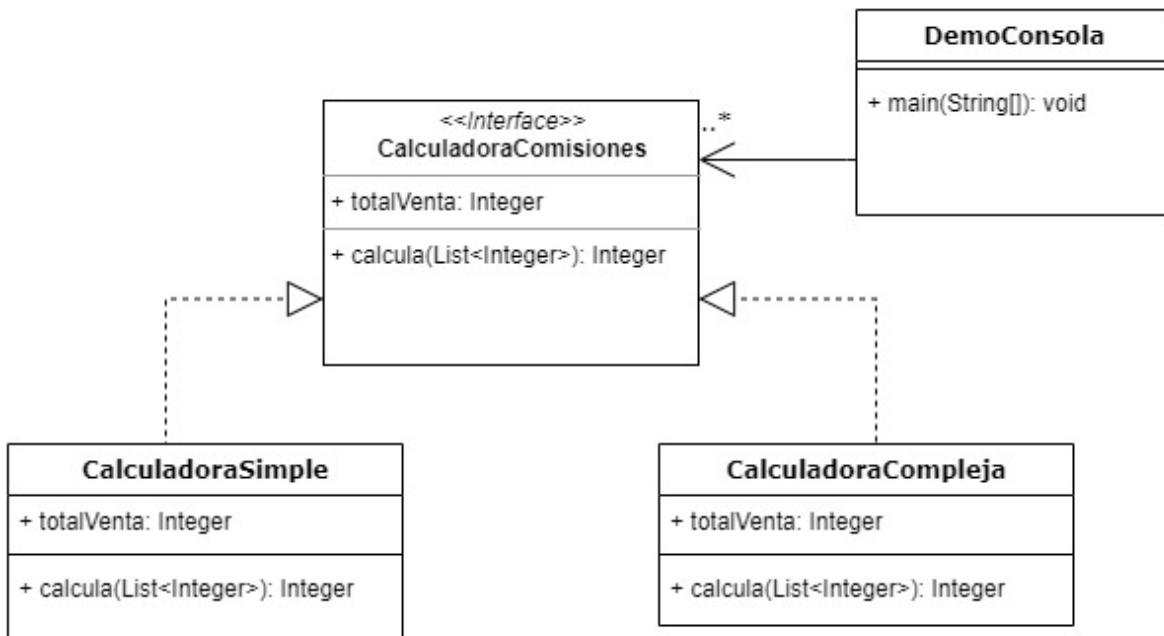 DemoConsola
+ main(String[]): void
..*
<<Interface>>
CalculadoraComisiones
+ totalVenta: Integer
+ calcula(List<Integer>): Integer
CalculadoraSimple
+ totalVenta: Integer
+ calcula(List<Integer>): Integer
CalculadoraCompleja
+ totalVenta: Integer
+ calcula(List<Integer>): Integer